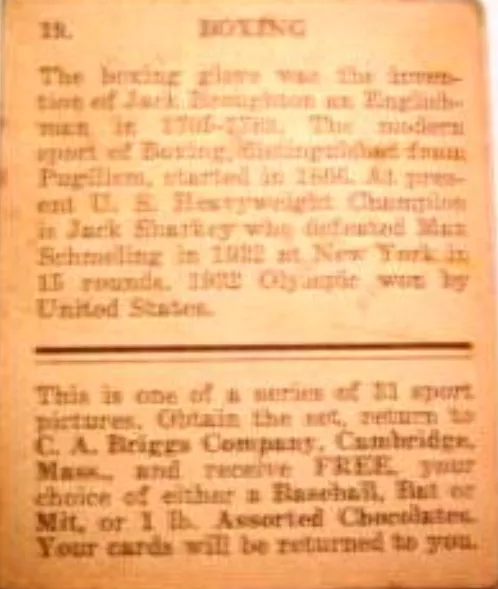 BOXING
The boxing glove was the inven-
tion of Jack Broughton an English-
man in The modern
sport of Boxing, distinguished from
Pugilism, started in 1866. At pres-
ent U. S. Heavyweight Champion
is Jack Sharkey who defeated Max
Schmeling in 1932 at New York in
15 rounds. 1932 Olympic won by
United States.
This is one of a series of 31 sport
pictures. Obtain the set, return to
C. A. Briggs Company, Cambridge,
Mass., and receive FREE, your
choice of either a Baseball, Bat or
Mit, or 1 lb. Assorted Chocolates.
Your cards will be returned to you.